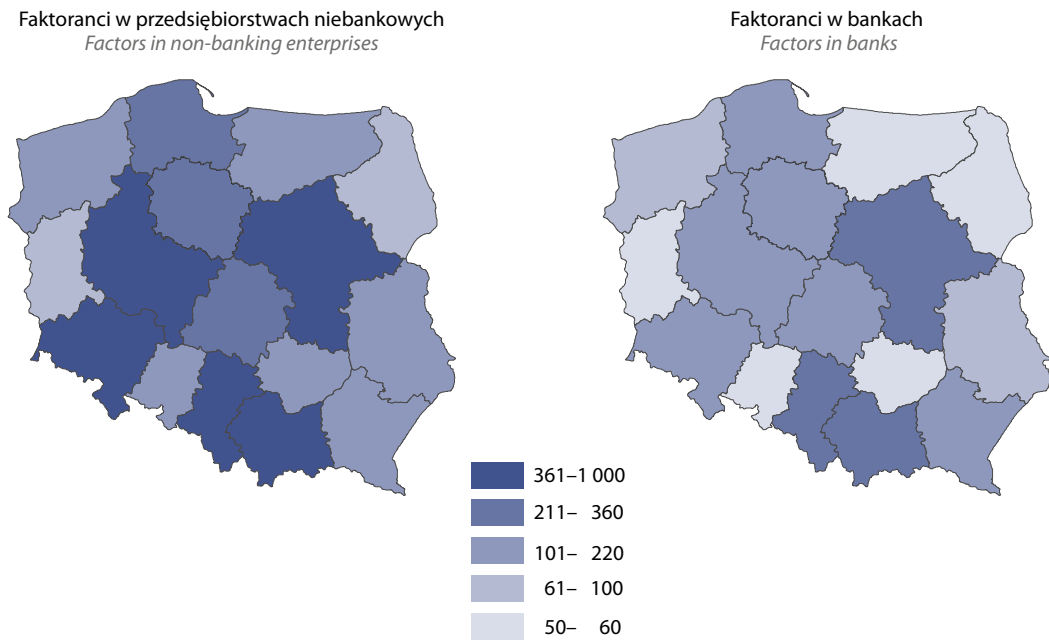 Faktoranci w przedsiębiorstwach niebankowych
Factors in non-banking enterprises
Faktoranci w bankach
Factors in banks
361–1 000
211– 360
101– 220
61– 100
50– 60